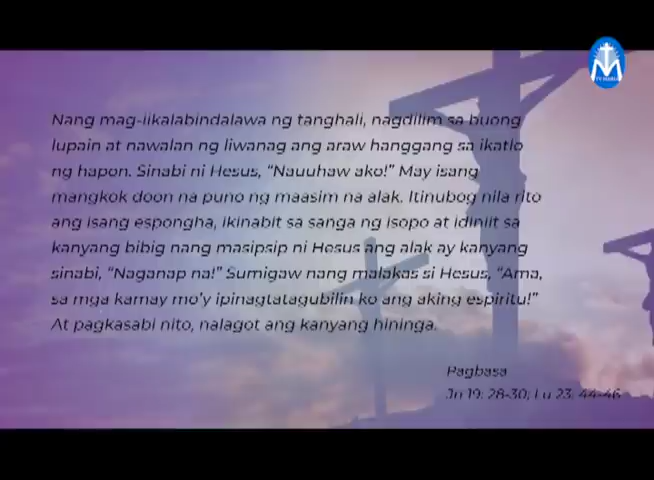 TV MARIA
Nang mag-iikalabindalawa ng tanghali, nagdilim sa buong
lupain at nawalan ng liwanag ang araw hanggang sa ikatlo
ng hapon. Sinabi ni Hesus, “Nauuhaw ako!” May isang
mangkok doon na puno ng maasim na alak. Itinubog nila rito
ang isang espongha, ikinabit sa sanga ng isopo at idiniit sa
kanyang bibig nang masipsip ni Hesus ang alak ay kanyang
sinabi, “Naganap na!” Sumigaw nang malakas si Hesus, “Ama,
sa mga kamay mo’y ipinagtatagubilin ko ang aking espiritu!”
At pagkasabi nito, nalagot ang kanyang hininga.
Pagbasa
Jn 19: 28-30; Lu 23: 44-46